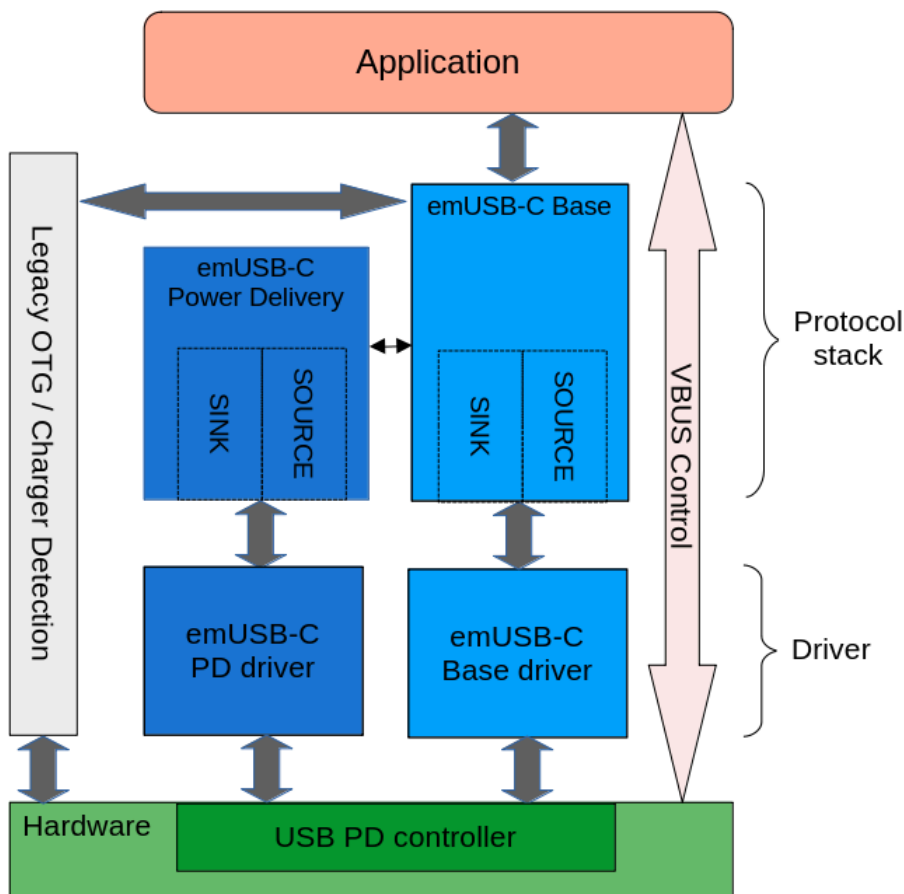 Application
Legacy OTG / Charger Detection
emUSB-C Base
emUSB-C
Power Delivery
SINK
SOURCE
SINK
SOURCE
VBUS Control
Protocol
stack
emUSB-C
PD driver
emUSB-C
Base driver
Driver
Hardware
USB PD controller